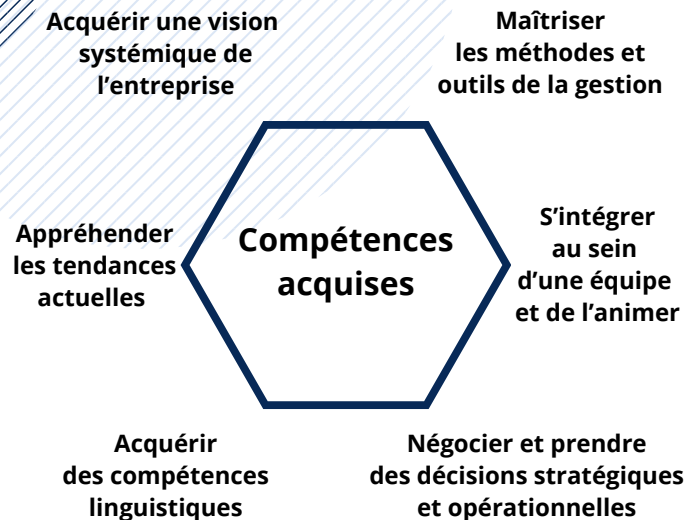 Acquérir une vision
systémique de
l'entreprise
Maîtriser
les méthodes et
outils de la gestion
Appréhender
les tendances
actuelles
Compétences
acquises
S’intégrer
au sein
d’une équipe
et de l’animer
Acquérir
des compétences
linguistiques
Négocier et prendre
des décisions stratégiques
et opérationnelles